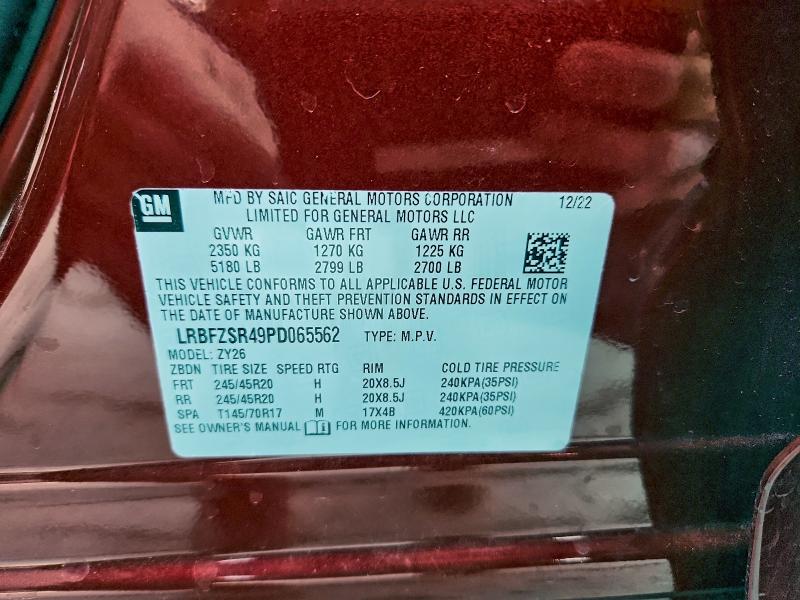 GM
MFD BY SAIC GENERAL MOTORS CORPORATION 12/22
LIMITED FOR GENERAL MOTORS LLC
GVWR GAWR FRT GAWR RR
2350 KG 1270 KG 1225 KG
5180 LB 2799 LB 2700 LB
THIS VEHICLE CONFORMS TO ALL APPLICABLE U.S. FEDERAL MOTOR
VEHICLE SAFETY AND THEFT PREVENTION STANDARDS IN EFFECT ON
THE DATE OF MANUFACTURE SHOWN ABOVE.
LRBFZSR49PD065562 TYPE: M.P.V.
MODEL: ZY26
ZBDN TIRE SIZE SPEED RTG RIM COLD TIRE PRESSURE
FRT 245/45R20 H 20X8.5J 240KPA(35PSI)
RR 245/45R20 H 20X8.5J 240KPA(35PSI)
SPA T145/70R17 M 17X4B 420KPA(60PSI)
SEE OWNER'S MANUAL FOR MORE INFORMATION.